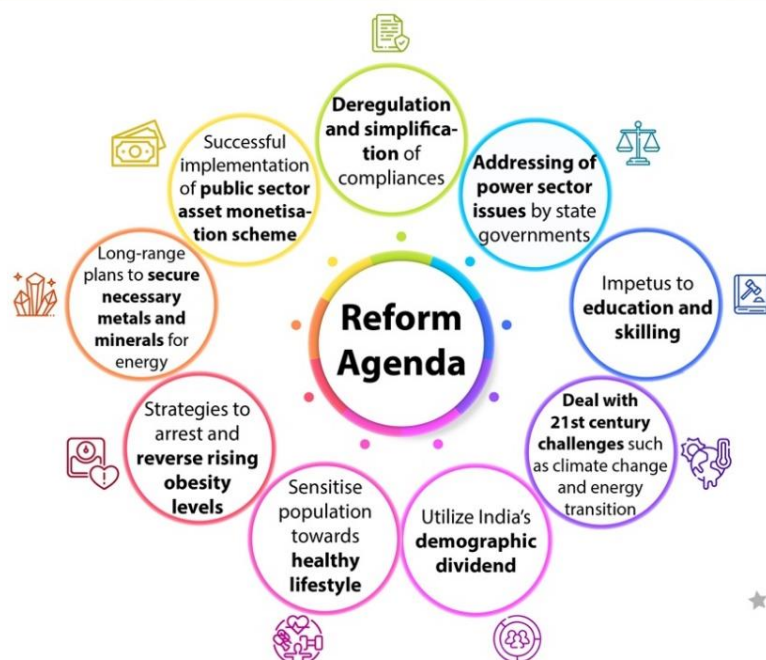 Reform
Agenda
Deregulation
and simplifica-
tion of
compliances
Addressing of
power sector
issues by state
governments
Impetus to
education and
skilling
Deal with
21st century
challenges such
as climate change
and energy
transition
Utilize India's
demographic
dividend
Sensitise
population
towards
healthy
lifestyle
Strategies to
arrest and
reverse rising
obesity
levels
Long-range
plans to secure
necessary
metals and
minerals for
energy
Successful
implementation
of public sector
asset monetisa-
tion scheme